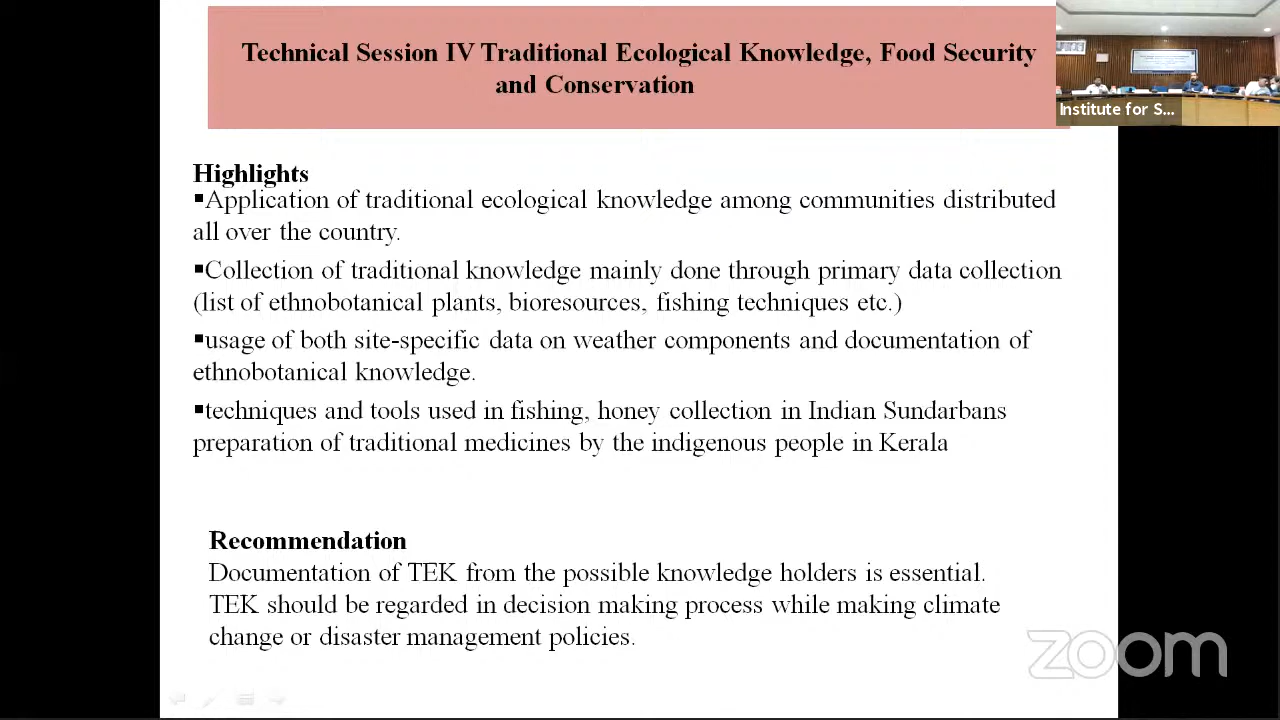 Technical Session IV Traditional Ecological Knowledge, Food Security
and Conservation
Institute for S...
Highlights
▪Application of traditional ecological knowledge among communities distributed
all over the country.
▪Collection of traditional knowledge mainly done through primary data collection
(list of ethnobotanical plants, bioresources, fishing techniques etc.)
▪usage of both site-specific data on weather components and documentation of
ethnobotanical knowledge.
▪techniques and tools used in fishing, honey collection in Indian Sundarbans
preparation of traditional medicines by the indigenous people in Kerala
Recommendation
Documentation of TEK from the possible knowledge holders is essential.
TEK should be regarded in decision making process while making climate
change or disaster management policies.
zoom